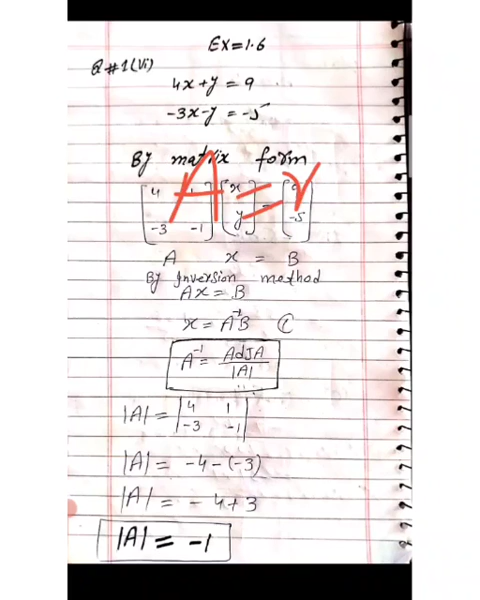 Ex=1.6
Q#1(vi)
4x+y = 9
-3x-y = -5
By matrix form
[4 1; -3 -1] [x; y] = [9; -5]
A x = B
By Inversion method
Ax = B
x = A⁻¹B
A⁻¹ = AdJA / |A|
|A| = |4 1; -3 -1|
|A| = -4-(-3)
|A| = -4+3
|A| = -1